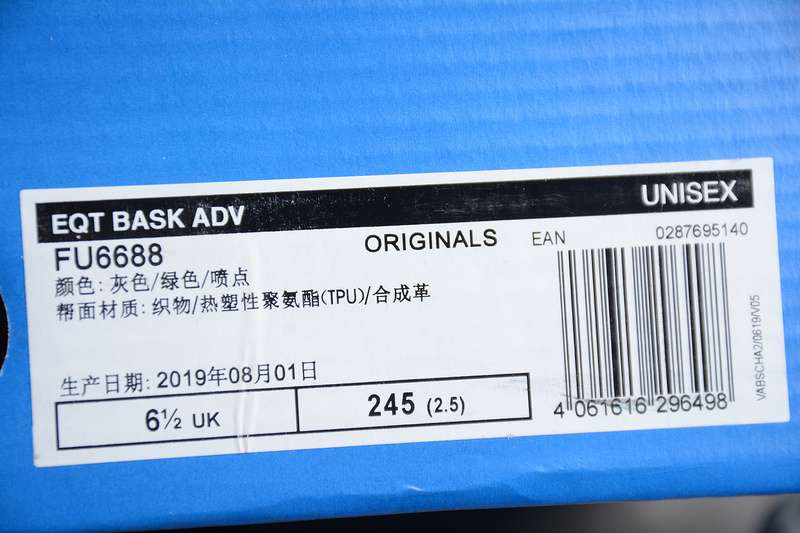 EQT BASK ADV UNISEX
FU6688 ORIGINALS EAN 0287695140
颜色: 灰色/绿色/喷点
帮面材质: 织物/热塑性聚氨酯(TPU)/合成革
生产日期: 2019年08月01日
6½ UK 245 (2.5)
4 061616 296498
VABSCHA2/0619/V05